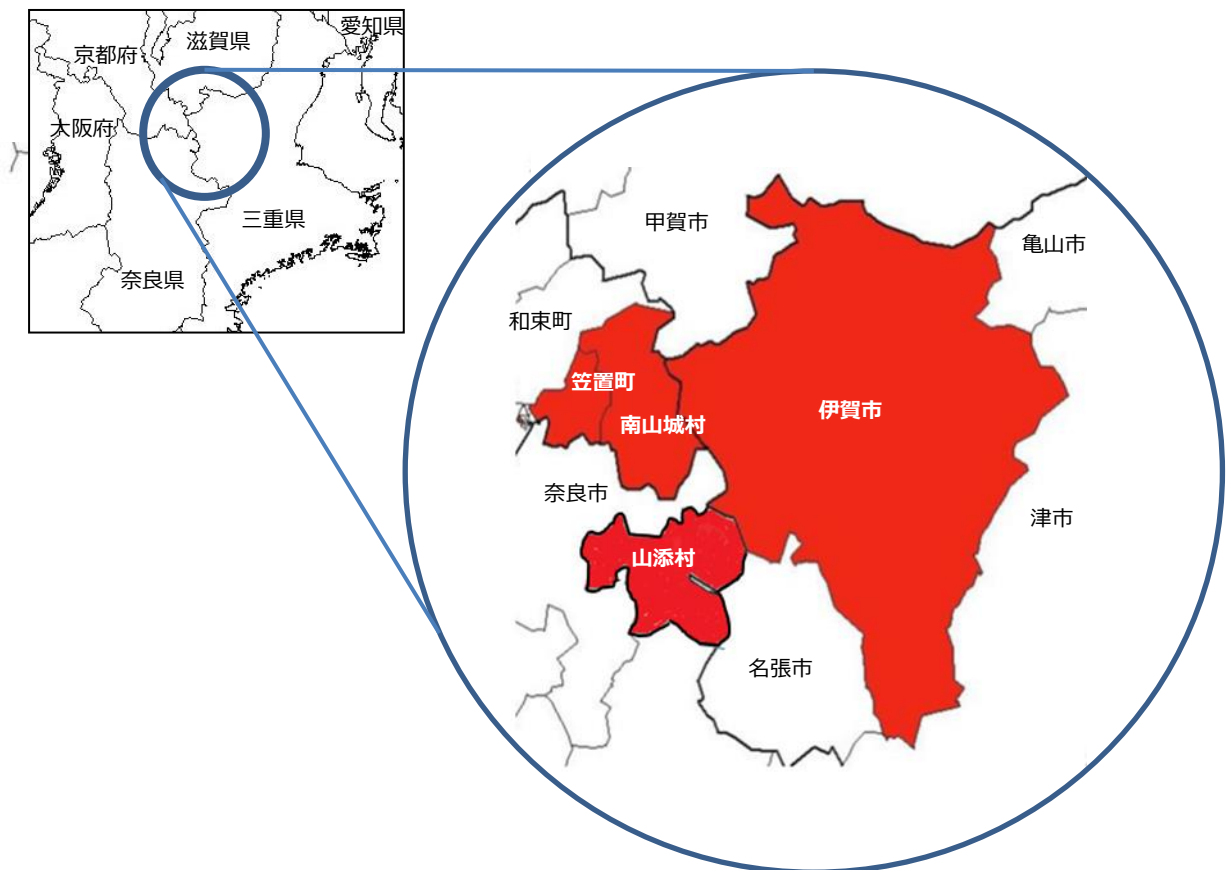 愛知県
滋賀県
京都府
大阪府
三重県
奈良県
甲賀市
亀山市
和束町
笠置町
伊賀市
南山城村
奈良市
津市
山添村
名張市